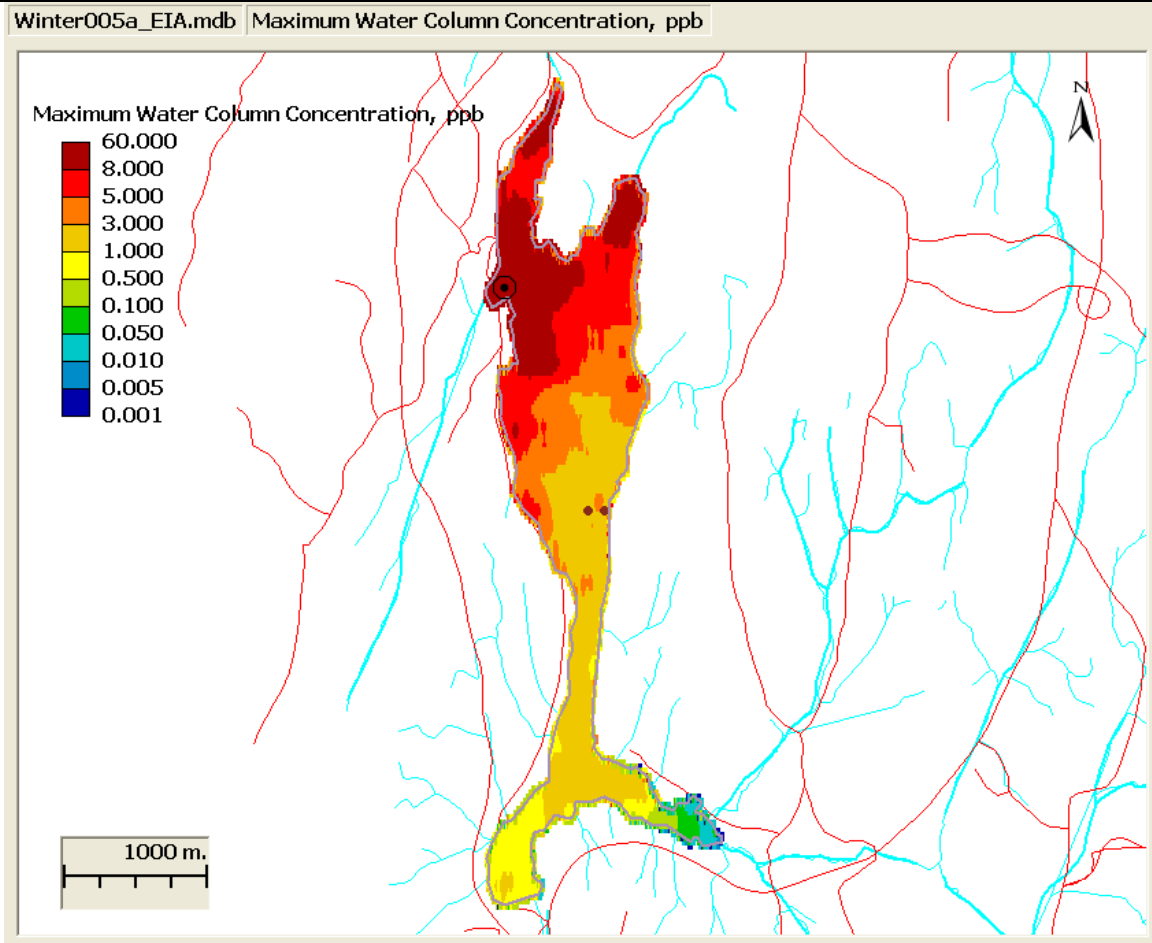 Winter005a_EIA.mdb Maximum Water Column Concentration, ppb
N
Maximum Water Column Concentration, ppb
60.000
8.000
5.000
3.000
1.000
0.500
0.100
0.050
0.010
0.005
0.001
1000 m.